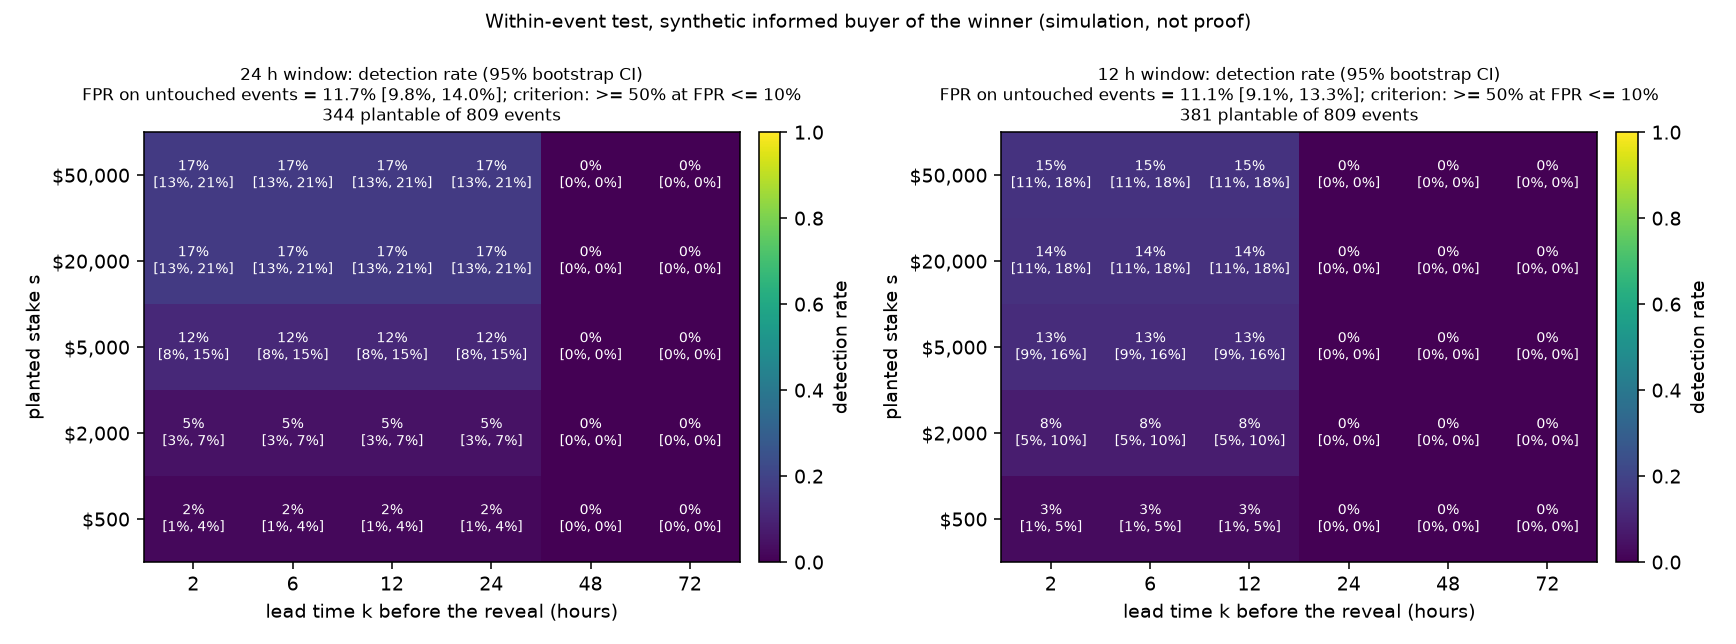 Within-event test, synthetic informed buyer of the winner (simulation, not proof)
24 h window: detection rate (95% bootstrap CI)
FPR on untouched events = 11.7% [9.8%, 14.0%]; criterion: >= 50% at FPR <= 10%
344 plantable of 809 events
planted stake s
$50,000
17% 17% 17% 17% 0% 0%
[13%, 21%] [13%, 21%] [13%, 21%] [13%, 21%] [0%, 0%] [0%, 0%]
$20,000
17% 17% 17% 17% 0% 0%
[13%, 21%] [13%, 21%] [13%, 21%] [13%, 21%] [0%, 0%] [0%, 0%]
$5,000
12% 12% 12% 12% 0% 0%
[8%, 15%] [8%, 15%] [8%, 15%] [8%, 15%] [0%, 0%] [0%, 0%]
$2,000
5% 5% 5% 5% 0% 0%
[3%, 7%] [3%, 7%] [3%, 7%] [3%, 7%] [0%, 0%] [0%, 0%]
$500
2% 2% 2% 2% 0% 0%
[1%, 4%] [1%, 4%] [1%, 4%] [1%, 4%] [0%, 0%] [0%, 0%]
2 6 12 24 48 72
lead time k before the reveal (hours)
1.0
0.8
0.6
0.4
0.2
0.0
detection rate
12 h window: detection rate (95% bootstrap CI)
FPR on untouched events = 11.1% [9.1%, 13.3%]; criterion: >= 50% at FPR <= 10%
381 plantable of 809 events
planted stake s
$50,000
15% 15% 15% 0% 0% 0%
[11%, 18%] [11%, 18%] [11%, 18%] [0%, 0%] [0%, 0%] [0%, 0%]
$20,000
14% 14% 14% 0% 0% 0%
[11%, 18%] [11%, 18%] [11%, 18%] [0%, 0%] [0%, 0%] [0%, 0%]
$5,000
13% 13% 13% 0% 0% 0%
[9%, 16%] [9%, 16%] [9%, 16%] [0%, 0%] [0%, 0%] [0%, 0%]
$2,000
8% 8% 8% 0% 0% 0%
[5%, 10%] [5%, 10%] [5%, 10%] [0%, 0%] [0%, 0%] [0%, 0%]
$500
3% 3% 3% 0% 0% 0%
[1%, 5%] [1%, 5%] [1%, 5%] [0%, 0%] [0%, 0%] [0%, 0%]
2 6 12 24 48 72
lead time k before the reveal (hours)
1.0
0.8
0.6
0.4
0.2
0.0
detection rate